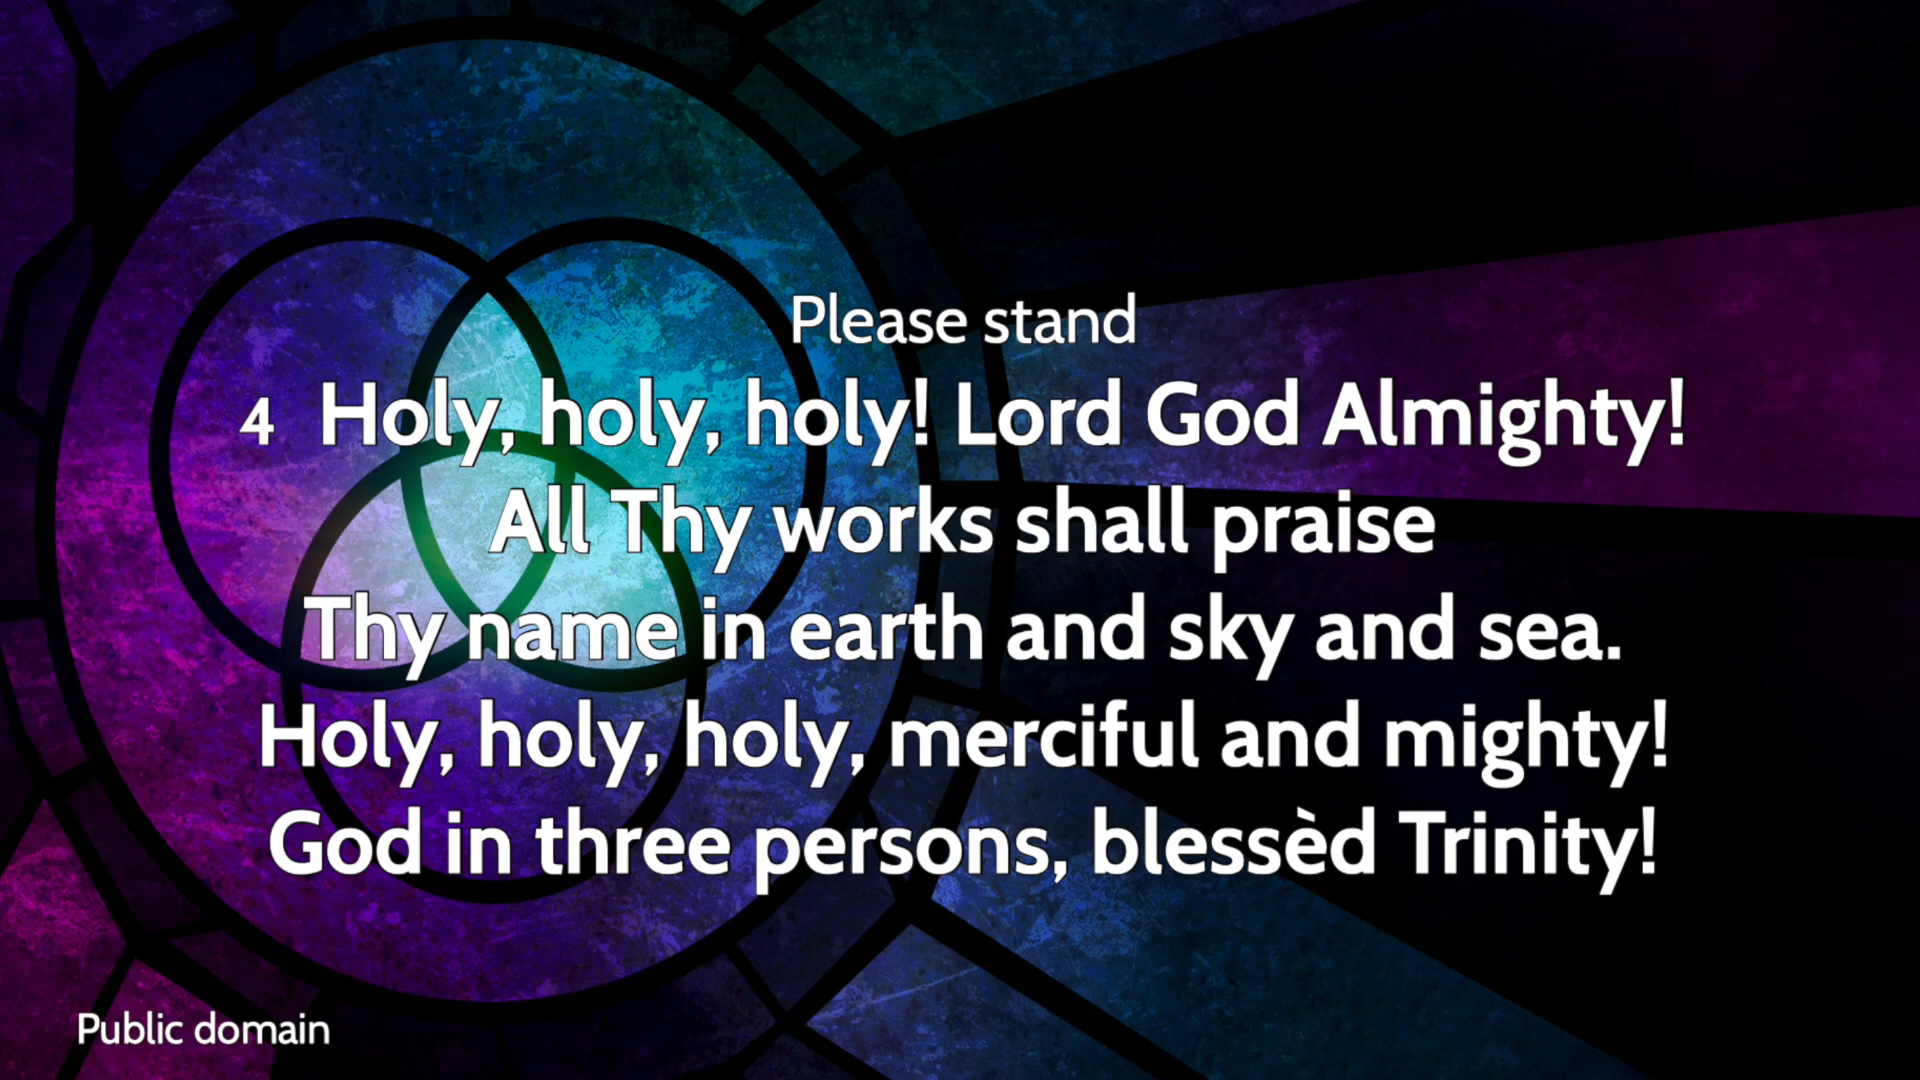 Please stand
4 Holy, holy, holy! Lord God Almighty!
All Thy works shall praise
Thy name in earth and sky and sea.
Holy, holy, holy, merciful and mighty!
God in three persons, blessèd Trinity!
Public domain